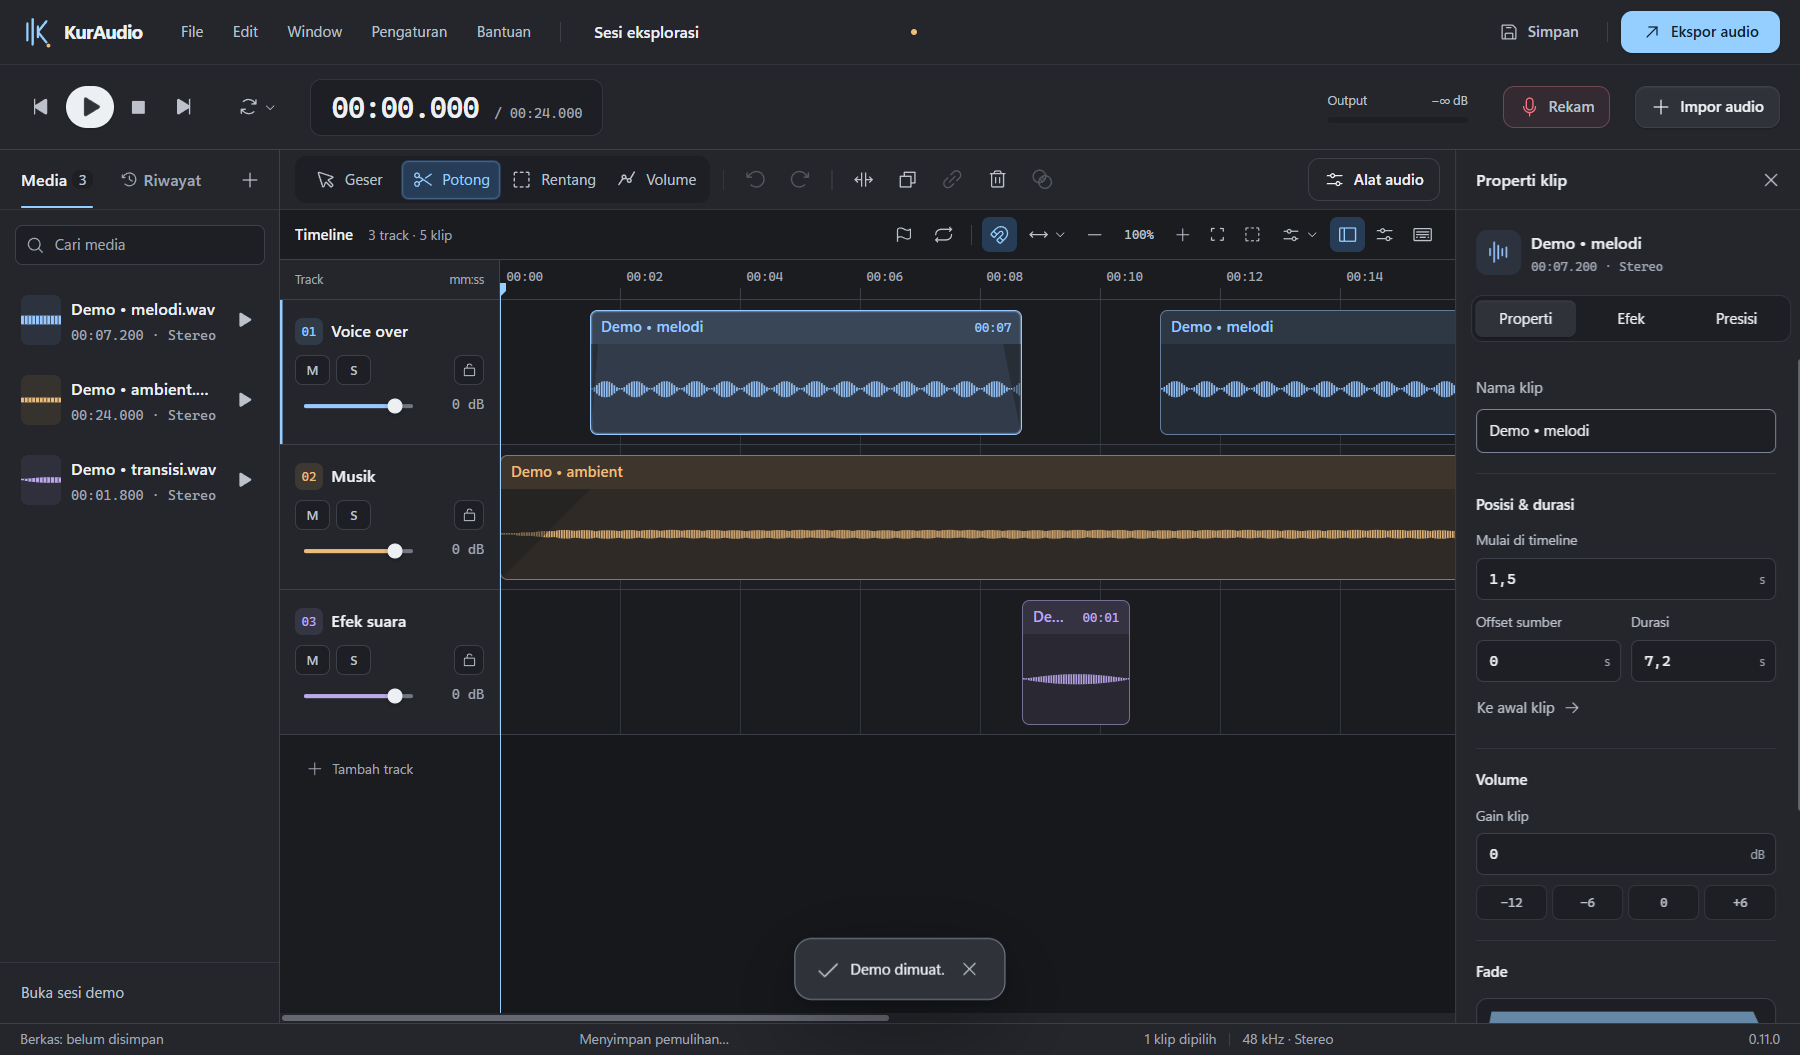 KurAudio File Edit Window Pengaturan Bantuan Sesi eksplorasi Simpan Ekspor audio
00:00.000 / 00:24.000 Output −∞ dB Rekam Impor audio
Media 3 Riwayat
Cari media
Demo • melodi.wav
00:07.200 · Stereo
Demo • ambient....
00:24.000 · Stereo
Demo • transisi.wav
00:01.800 · Stereo
Buka sesi demo
Geser Potong Rentang Volume Alat audio
Timeline 3 track · 5 klip 100%
Track mm:ss 00:00 00:02 00:04 00:06 00:08 00:10 00:12 00:14
01 Voice over
M S
0 dB
Demo • melodi 00:07 Demo • melodi
02 Musik
M S
0 dB
Demo • ambient
03 Efek suara
M S
0 dB
De... 00:01
Tambah track
Demo dimuat.
Properti klip
Demo • melodi
00:07.200 · Stereo
Properti Efek Presisi
Nama klip
Demo • melodi
Posisi & durasi
Mulai di timeline
1,5 s
Offset sumber Durasi
0 s 7,2 s
Ke awal klip
Volume
Gain klip
0 dB
−12 −6 0 +6
Fade
Berkas: belum disimpan Menyimpan pemulihan... 1 klip dipilih 48 kHz · Stereo 0.11.0